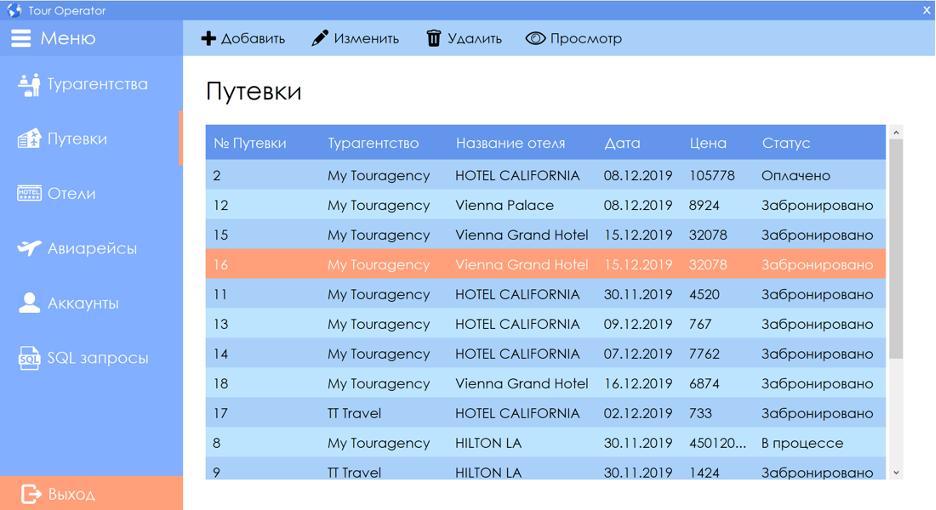 Tour Operator X
Меню
Добавить Изменить Удалить Просмотр
Турагентства
Путевки
HOTEL Отели
Авиарейсы
Аккаунты
SQL SQL запросы
Выход
Путевки
№ Путевки Турагентство Название отеля Дата Цена Статус
2 My Touragency HOTEL CALIFORNIA 08.12.2019 105778 Оплачено
12 My Touragency Vienna Palace 08.12.2019 8924 Забронировано
15 My Touragency Vienna Grand Hotel 15.12.2019 32078 Забронировано
16 My Touragency Vienna Grand Hotel 15.12.2019 32078 Забронировано
11 My Touragency HOTEL CALIFORNIA 30.11.2019 4520 Забронировано
13 My Touragency HOTEL CALIFORNIA 09.12.2019 767 Забронировано
14 My Touragency HOTEL CALIFORNIA 07.12.2019 7762 Забронировано
18 My Touragency Vienna Grand Hotel 16.12.2019 6874 Забронировано
17 TT Travel HOTEL CALIFORNIA 02.12.2019 733 Забронировано
8 My Touragency HILTON LA 30.11.2019 450120... В процессе
9 TT Travel HILTON LA 30.11.2019 1424 Забронировано